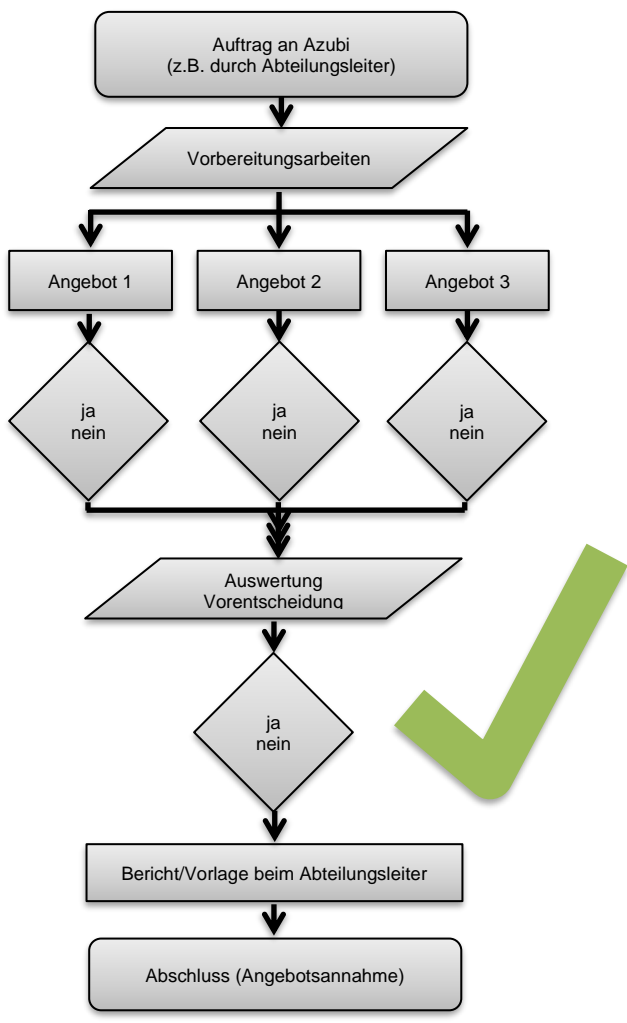 Auftrag an Azubi
(z.B. durch Abteilungsleiter)
Vorbereitungsarbeiten
Angebot 1
Angebot 2
Angebot 3
ja
nein
ja
nein
ja
nein
Auswertung
Vorentscheidung
ja
nein
Bericht/Vorlage beim Abteilungsleiter
Abschluss (Angebotsannahme)